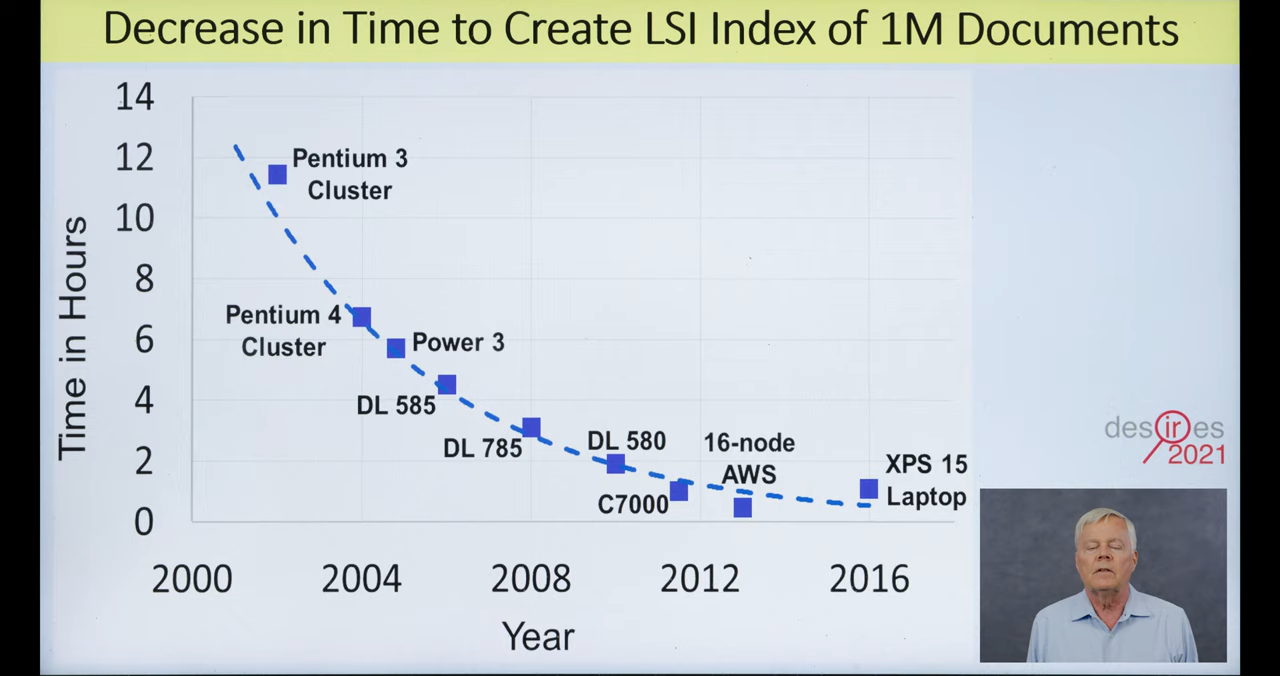 Decrease in Time to Create LSI Index of 1M Documents
14
12
10
8
6
4
2
0
Time in Hours
Pentium 3
Cluster
Pentium 4
Cluster
Power 3
DL 585
DL 785
DL 580
C7000
16-node
AWS
XPS 15
Laptop
2000
2004
2008
2012
2016
Year
desires
2021